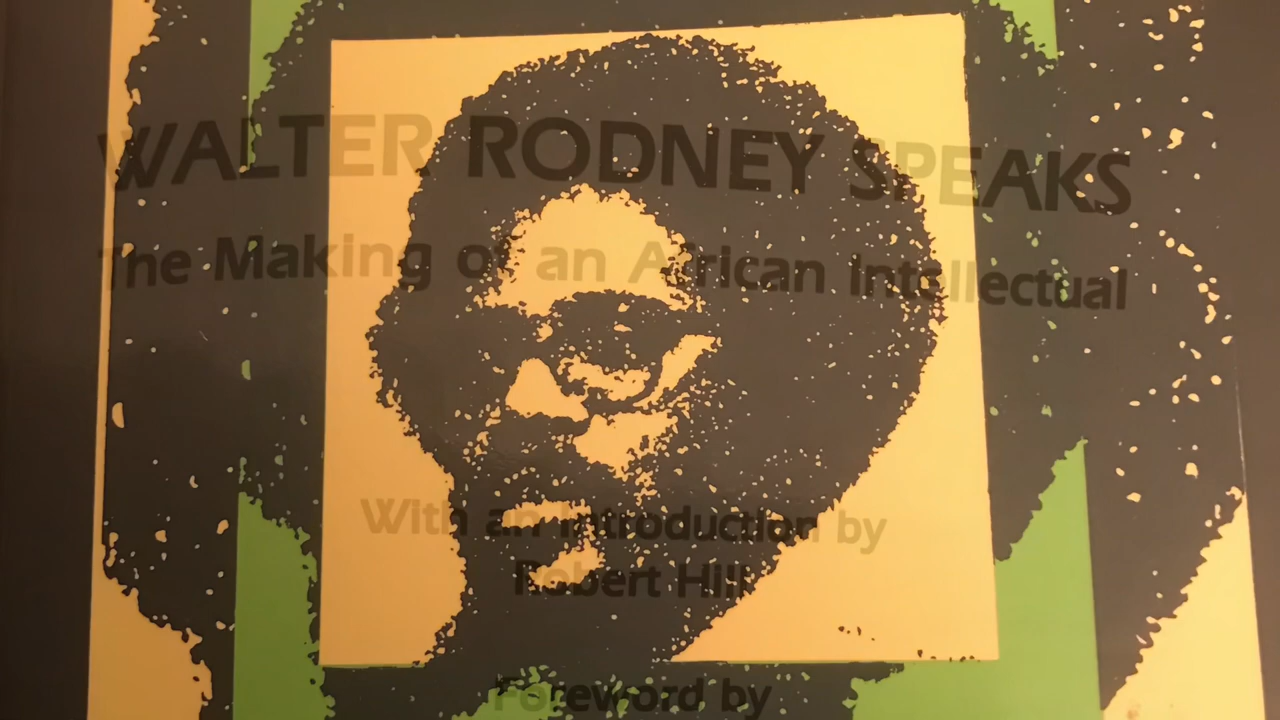 WALTER RODNEY SPEAKS
The Making of an African Intellectual
With an Introduction by
Robert Hill
Foreword by